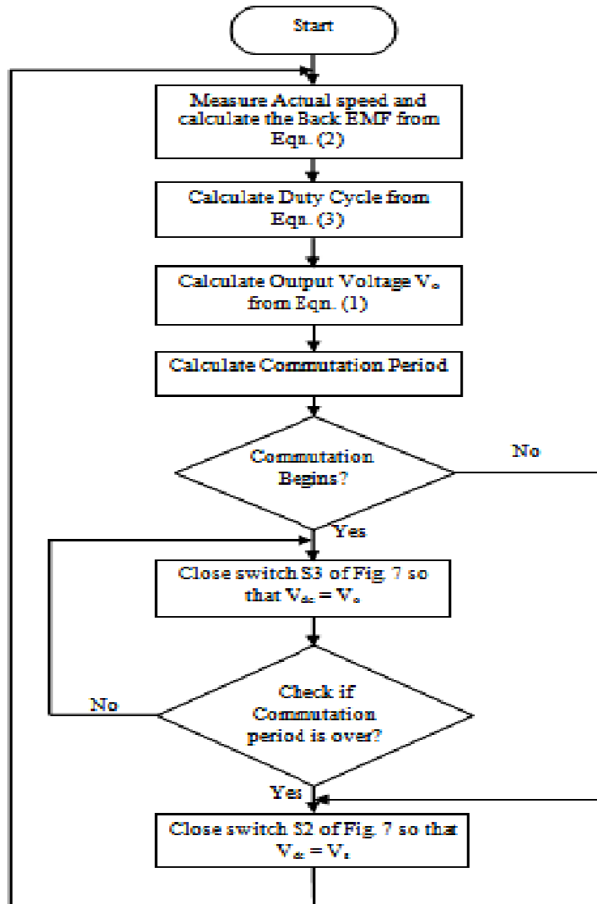 Start
Measure Actual speed and
calculate the Back EMF from
Eqn. (2)
Calculate Duty Cycle from
Eqn. (3)
Calculate Output Voltage Vₒ
from Eqn. (1)
Calculate Commutation Period
Commutation
Begins?
No
Yes
Close switch S3 of Fig. 7 so
that V_dc = Vₒ
Check if
Commutation
period is over?
No
Yes
Close switch S2 of Fig. 7 so that
V_dc = Vₛ